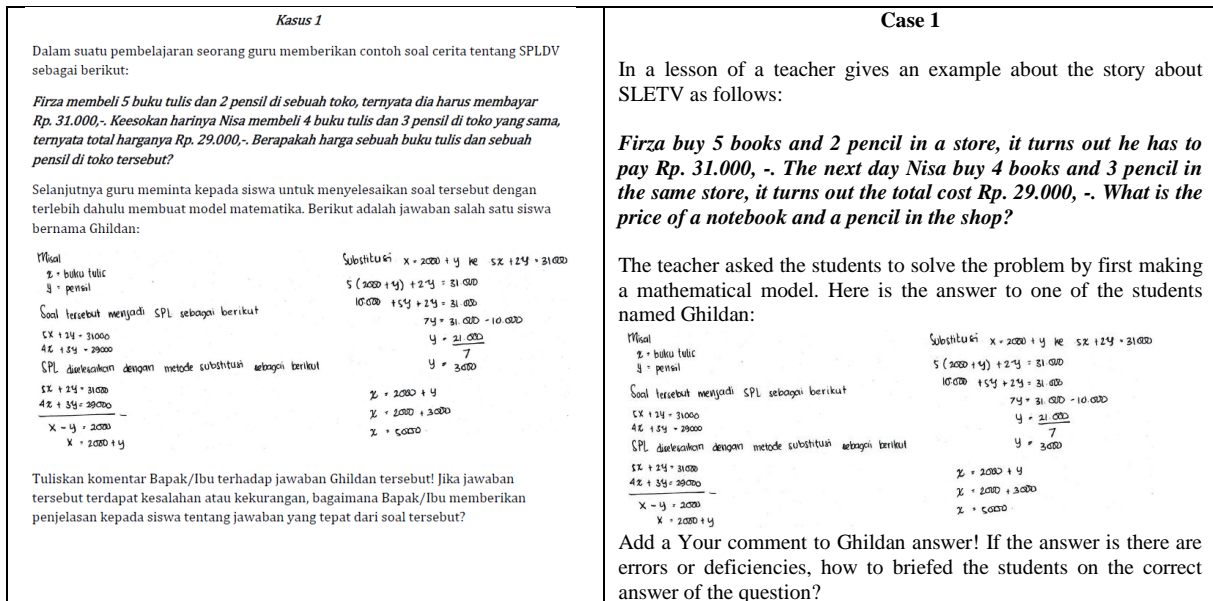 Kasus 1
Dalam suatu pembelajaran seorang guru memberikan contoh soal cerita tentang SPLDV
sebagai berikut:
Firza membeli 5 buku tulis dan 2 pensil di sebuah toko, ternyata dia harus membayar
Rp. 31.000,-. Keesokan harinya Nisa membeli 4 buku tulis dan 3 pensil di toko yang sama,
ternyata total harganya Rp. 29.000,-. Berapakah harga sebuah buku tulis dan sebuah
pensil di toko tersebut?
Selanjutnya guru meminta kepada siswa untuk menyelesaikan soal tersebut dengan
terlebih dahulu membuat model matematika. Berikut adalah jawaban salah satu siswa
bernama Ghildan:
Misal
x = buku tulis
y = pensil
Soal tersebut menjadi SPL sebagai berikut
5x + 2y = 31000
4x + 3y = 29000
SPL diselesaikan dengan metode substitusi sebagai berikut
5x + 2y = 31000
4x + 3y = 29000
x - y = 2000
x = 2000 + y
Substitusi x = 2000 + y ke 5x + 2y = 31000
5 (2000 + y) + 2y = 31.000
10.000 + 5y + 2y = 31.000
7y = 31.000 - 10.000
y = 21.000
7
y = 3000
x = 2000 + y
x = 2000 + 3000
x = 5000
Tuliskan komentar Bapak/Ibu terhadap jawaban Ghildan tersebut! Jika jawaban
tersebut terdapat kesalahan atau kekurangan, bagaimana Bapak/Ibu memberikan
penjelasan kepada siswa tentang jawaban yang tepat dari soal tersebut?
Case 1
In a lesson of a teacher gives an example about the story about
SLETV as follows:
Firza buy 5 books and 2 pencil in a store, it turns out he has to
pay Rp. 31.000, -. The next day Nisa buy 4 books and 3 pencil in
the same store, it turns out the total cost Rp. 29.000, -. What is the
price of a notebook and a pencil in the shop?
The teacher asked the students to solve the problem by first making
a mathematical model. Here is the answer to one of the students
named Ghildan:
Misal
x = buku tulis
y = pensil
Soal tersebut menjadi SPL sebagai berikut
5x + 2y = 31000
4x + 3y = 29000
SPL diselesaikan dengan metode substitusi sebagai berikut
5x + 2y = 31000
4x + 3y = 29000
x - y = 2000
x = 2000 + y
Substitusi x = 2000 + y ke 5x + 2y = 31000
5 (2000 + y) + 2y = 31.000
10.000 + 5y + 2y = 31.000
7y = 31.000 - 10.000
y = 21.000
7
y = 3000
x = 2000 + y
x = 2000 + 3000
x = 5000
Add a Your comment to Ghildan answer! If the answer is there are
errors or deficiencies, how to briefed the students on the correct
answer of the question?